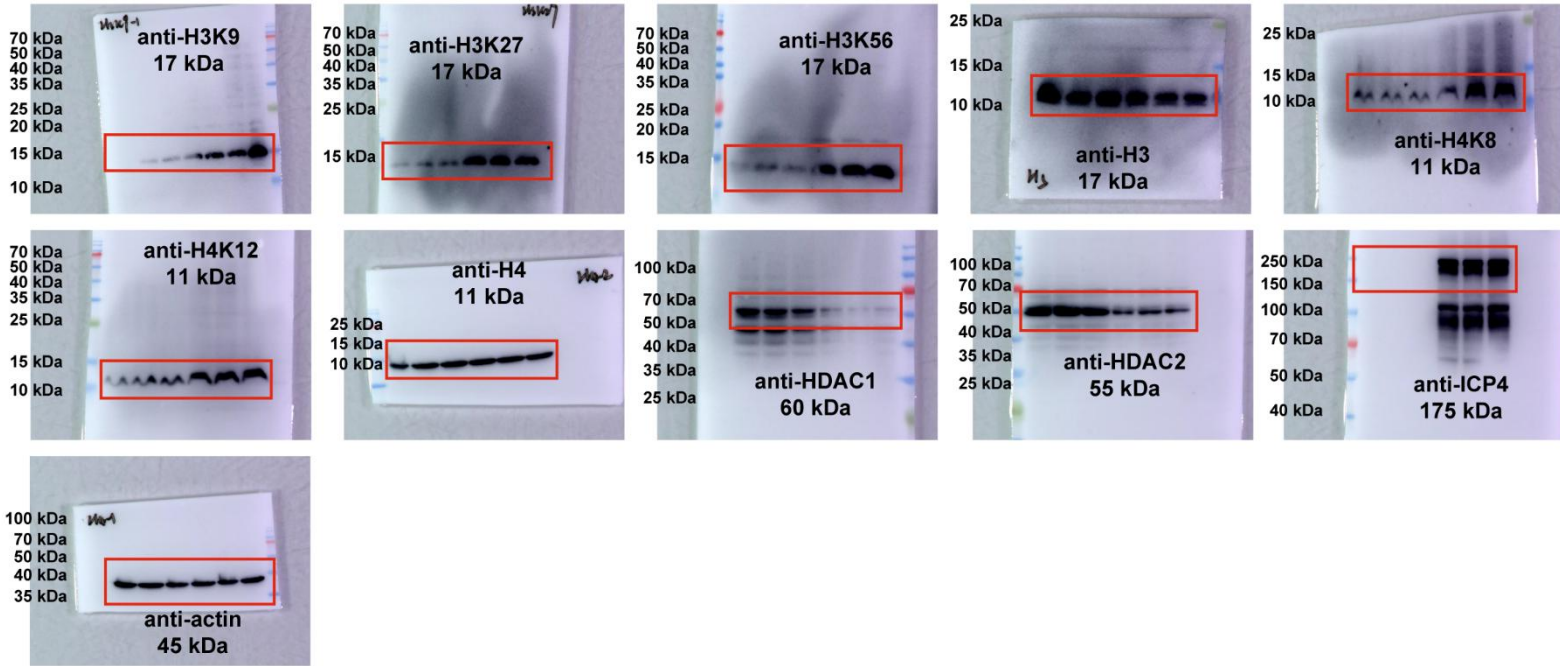 70 kDa
50 kDa
40 kDa
35 kDa
25 kDa
20 kDa
15 kDa
10 kDa
anti-H3K9
17 kDa
70 kDa
50 kDa
40 kDa
35 kDa
25 kDa
15 kDa
anti-H3K27
17 kDa
70 kDa
50 kDa
40 kDa
35 kDa
25 kDa
20 kDa
15 kDa
anti-H3K56
17 kDa
25 kDa
15 kDa
10 kDa
anti-H3
17 kDa
H3
25 kDa
15 kDa
10 kDa
anti-H4K8
11 kDa
70 kDa
50 kDa
40 kDa
35 kDa
25 kDa
15 kDa
10 kDa
anti-H4K12
11 kDa
anti-H4
11 kDa
25 kDa
15 kDa
10 kDa
100 kDa
70 kDa
50 kDa
40 kDa
35 kDa
25 kDa
anti-HDAC1
60 kDa
100 kDa
70 kDa
50 kDa
40 kDa
35 kDa
25 kDa
anti-HDAC2
55 kDa
250 kDa
150 kDa
100 kDa
70 kDa
50 kDa
40 kDa
anti-ICP4
175 kDa
100 kDa
70 kDa
50 kDa
40 kDa
35 kDa
anti-actin
45 kDa